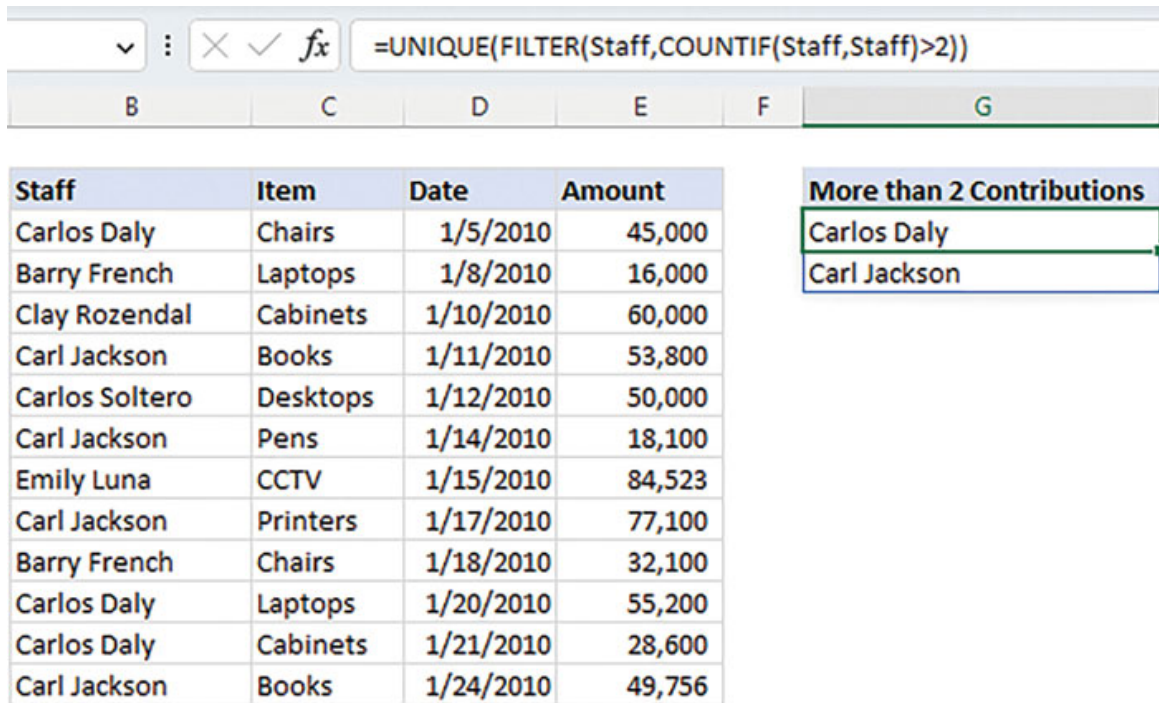 fx =UNIQUE(FILTER(Staff,COUNTIF(Staff,Staff)>2))
B C D E F G
Staff Item Date Amount More than 2 Contributions
Carlos Daly Chairs 1/5/2010 45,000 Carlos Daly
Barry French Laptops 1/8/2010 16,000 Carl Jackson
Clay Rozendal Cabinets 1/10/2010 60,000
Carl Jackson Books 1/11/2010 53,800
Carlos Soltero Desktops 1/12/2010 50,000
Carl Jackson Pens 1/14/2010 18,100
Emily Luna CCTV 1/15/2010 84,523
Carl Jackson Printers 1/17/2010 77,100
Barry French Chairs 1/18/2010 32,100
Carlos Daly Laptops 1/20/2010 55,200
Carlos Daly Cabinets 1/21/2010 28,600
Carl Jackson Books 1/24/2010 49,756